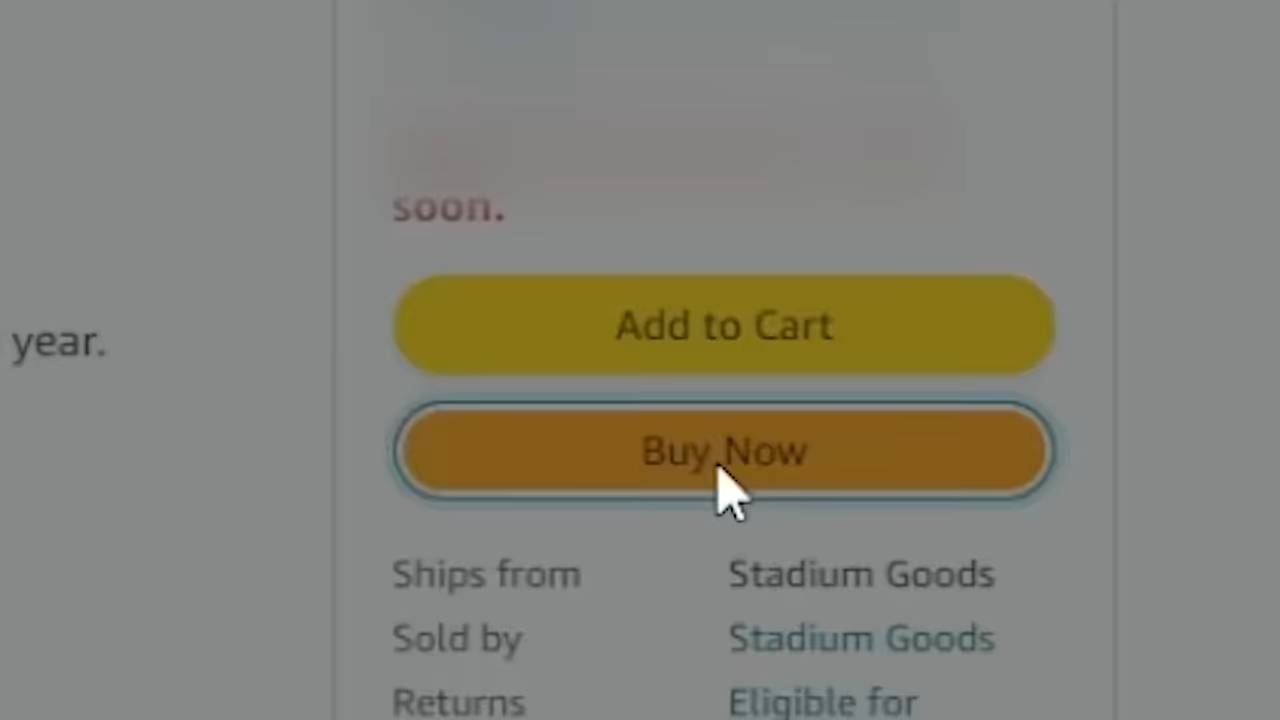 soon.
year.
Add to Cart
Buy Now
Ships from Stadium Goods
Sold by Stadium Goods
Returns Eligible for